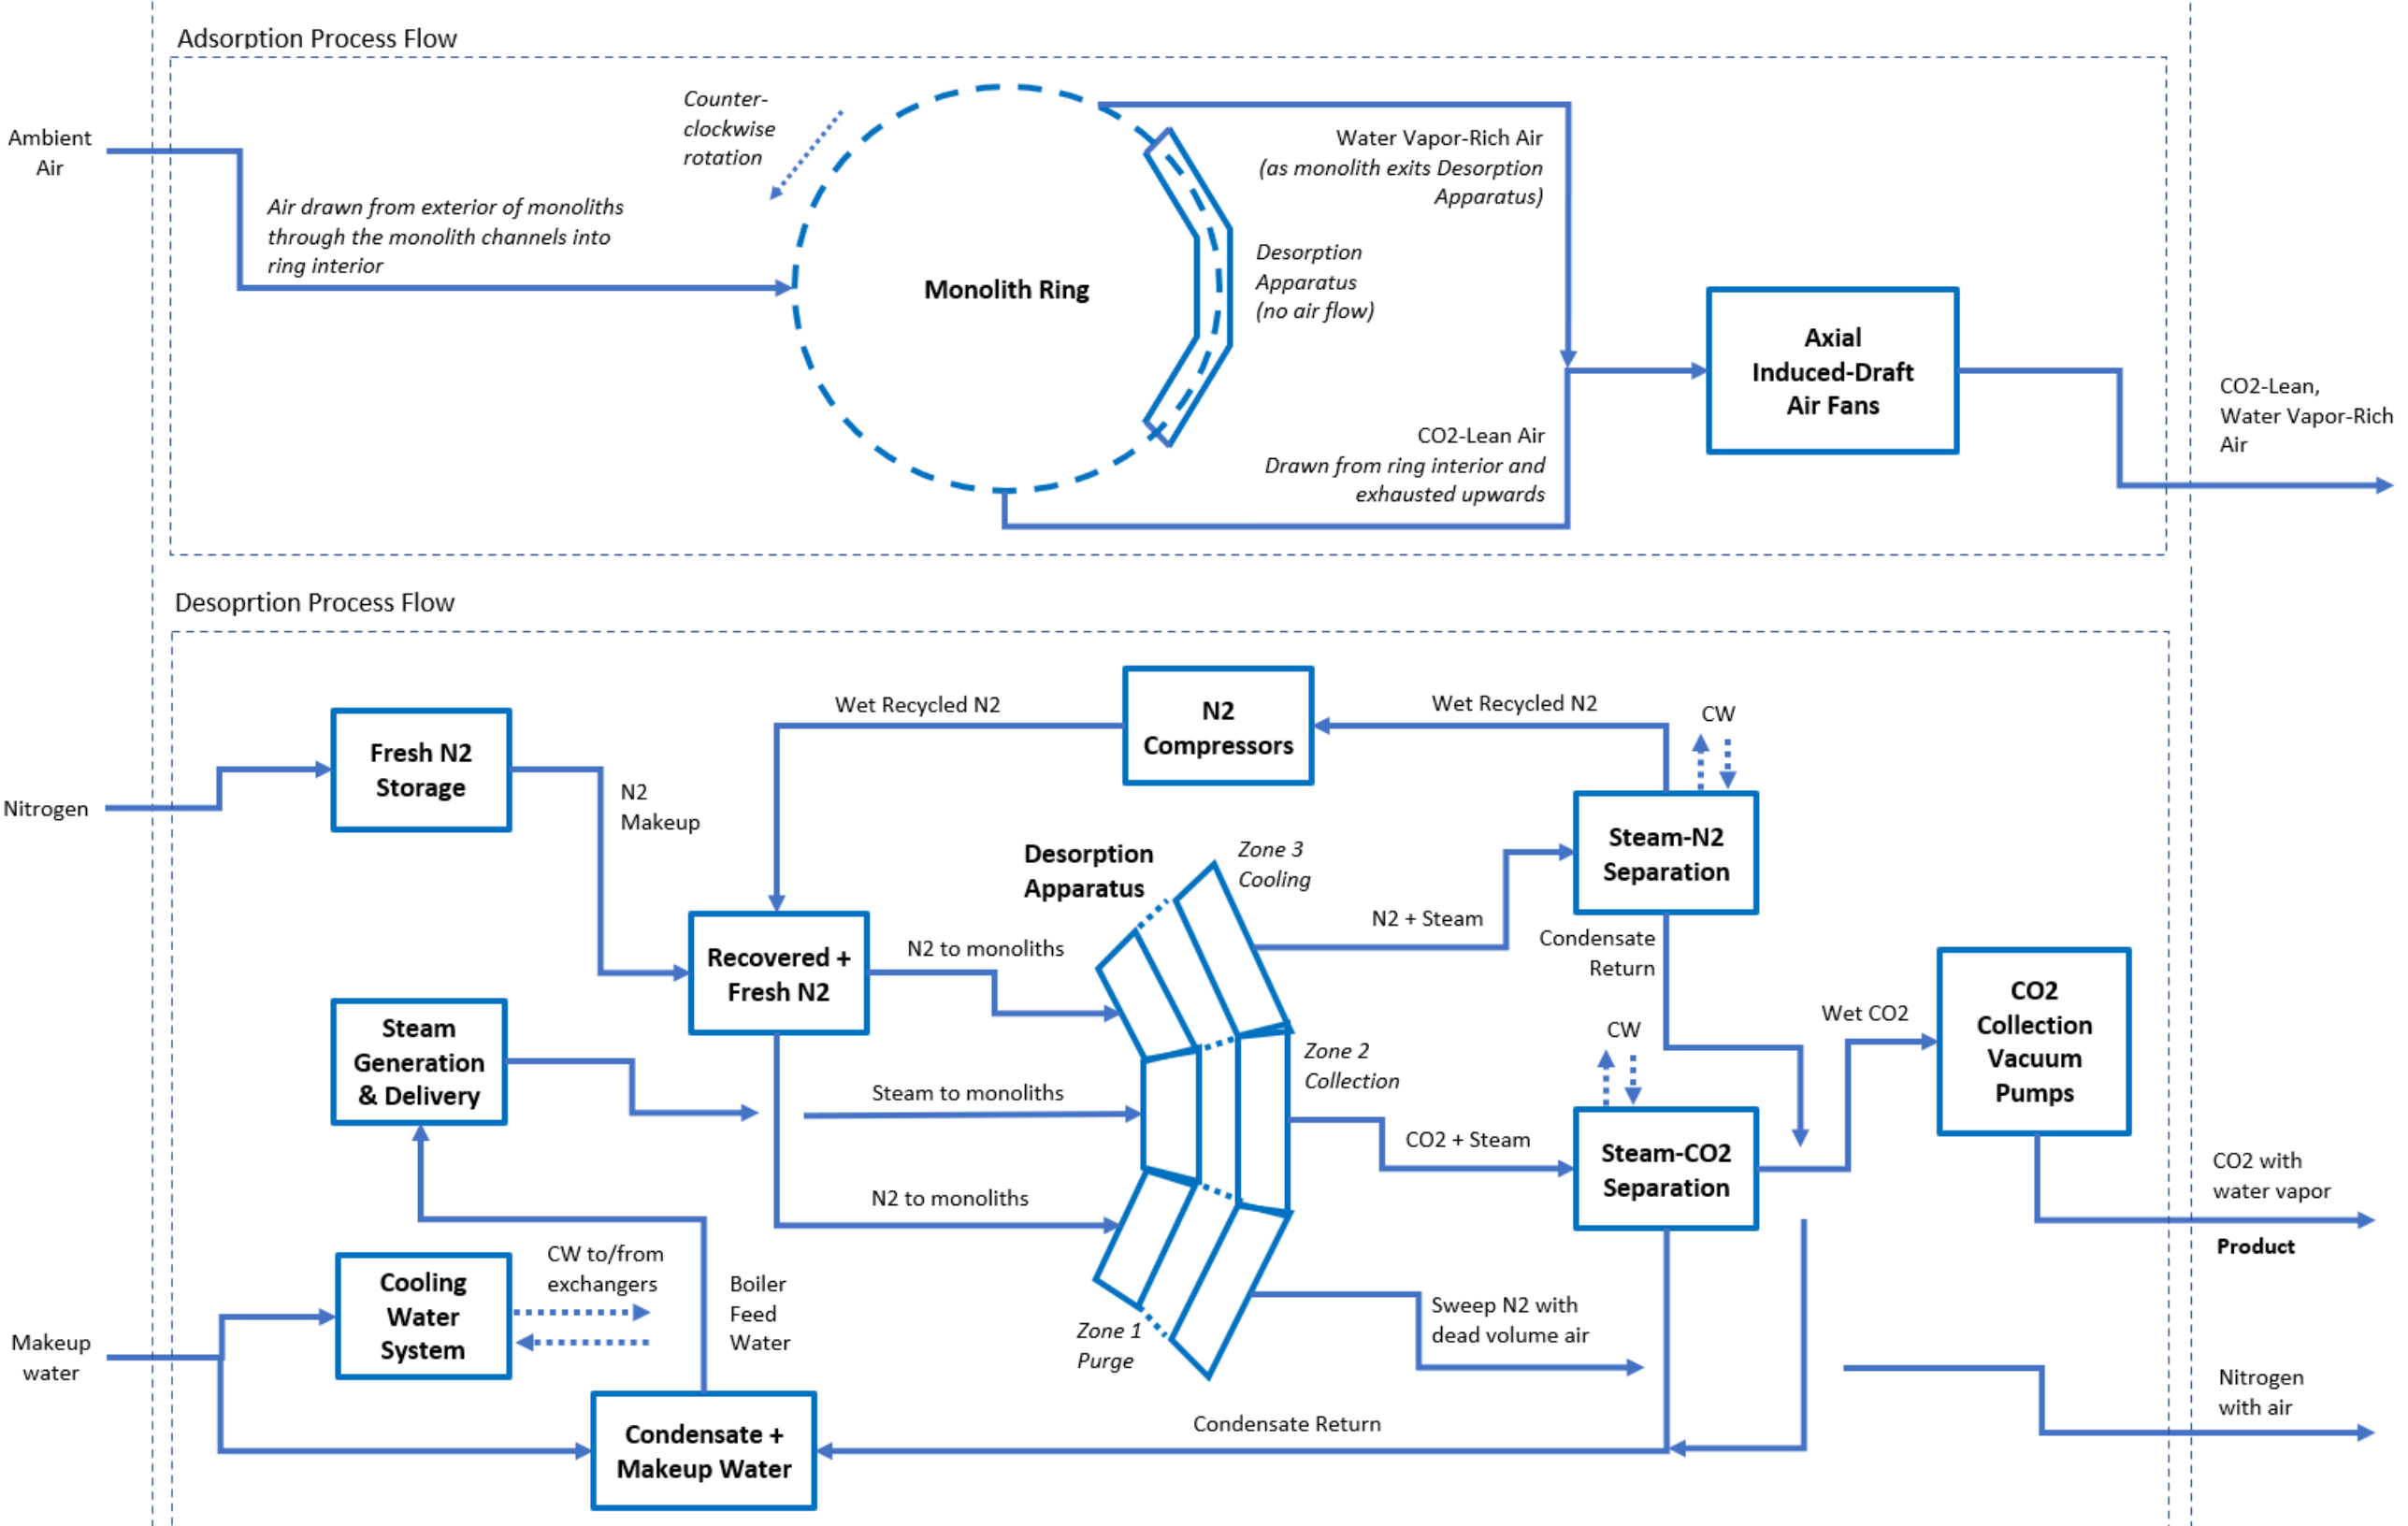 Adsorption Process Flow
Ambient
Air
Counter-
clockwise
rotation
Air drawn from exterior of monoliths
through the monolith channels into
ring interior
Monolith Ring
Water Vapor-Rich Air
(as monolith exits Desorption
Apparatus)
Desorption
Apparatus
(no air flow)
Axial
Induced-Draft
Air Fans
CO2-Lean Air
Drawn from ring interior and
exhausted upwards
CO2-Lean,
Water Vapor-Rich
Air
Desoprtion Process Flow
Nitrogen
Fresh N2
Storage
N2
Makeup
Wet Recycled N2
N2
Compressors
Wet Recycled N2
CW
Steam-N2
Separation
Desorption
Apparatus
Zone 3
Cooling
N2 + Steam
Condensate
Return
Recovered +
Fresh N2
N2 to monoliths
Steam
Generation
& Delivery
Steam to monoliths
Zone 2
Collection
CW
CO2 + Steam
Steam-CO2
Separation
Wet CO2
CO2
Collection
Vacuum
Pumps
CO2 with
water vapor
Product
N2 to monoliths
Makeup
water
Cooling
Water
System
CW to/from
exchangers
Boiler
Feed
Water
Zone 1
Purge
Sweep N2 with
dead volume air
Nitrogen
with air
Condensate +
Makeup Water
Condensate Return